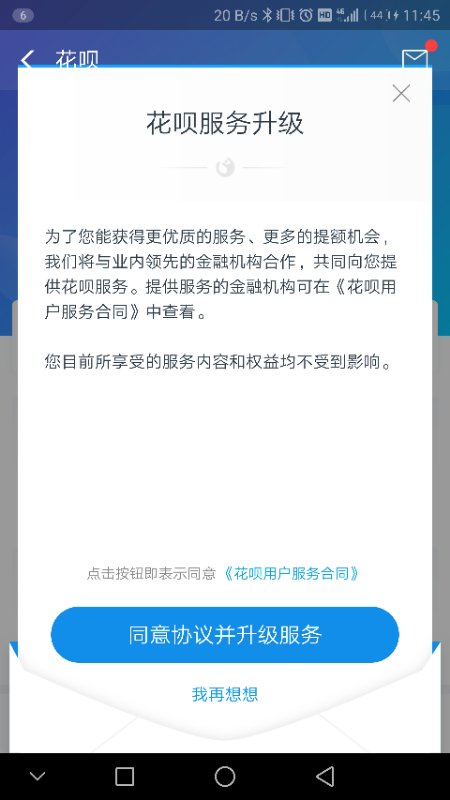 6 20 B/s HD 44 11:45
花呗
花呗服务升级
为了您能获得更优质的服务、更多的提额机会，
我们将与业内领先的金融机构合作，共同向您提
供花呗服务。提供服务的金融机构可在《花呗用
户服务合同》中查看。
您目前所享受的服务内容和权益均不受到影响。
点击按钮即表示同意《花呗用户服务合同》
同意协议并升级服务
我再想想